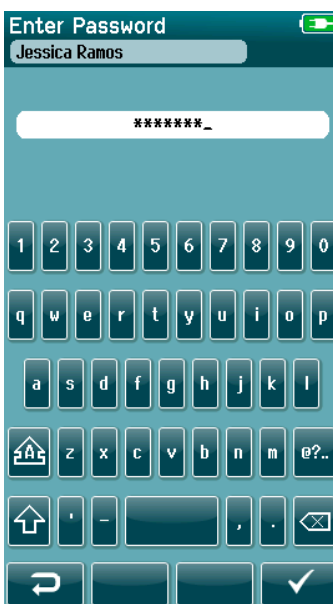 Enter Password
Jessica Ramos
*******_
1 2 3 4 5 6 7 8 9 0
q w e r t y u i o p
a s d f g h j k l
A z x c v b n m @?..
' - , .